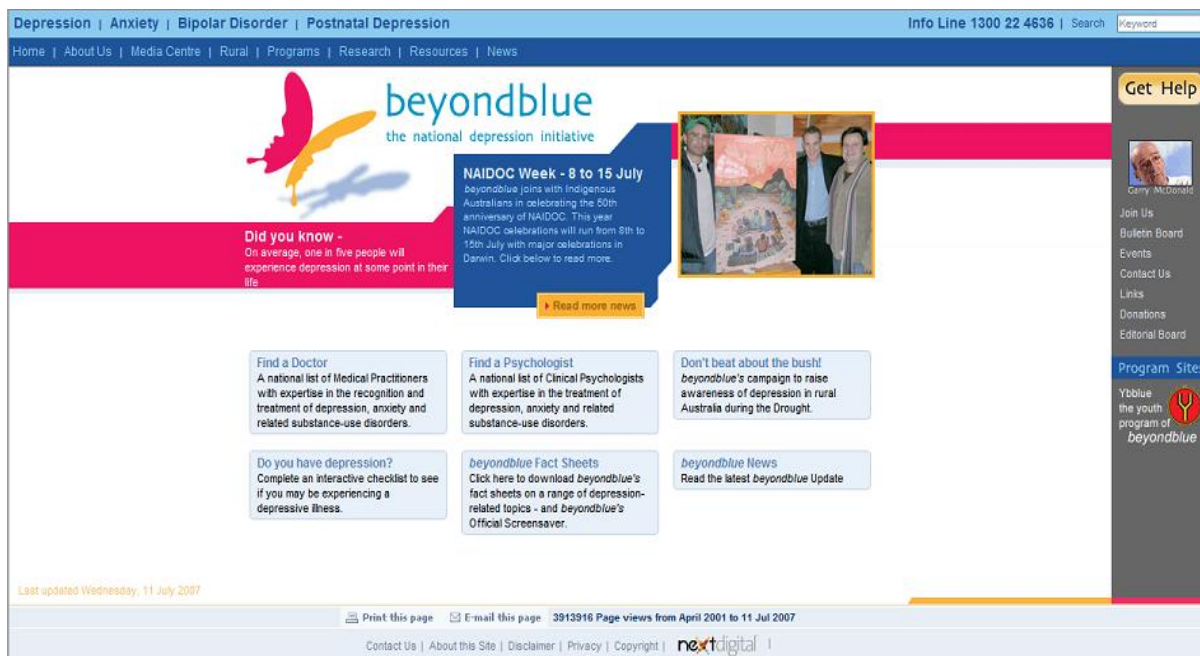 Depression | Anxiety | Bipolar Disorder | Postnatal Depression
Info Line 1300 22 4636 | Search Keyword
Home | About Us | Media Centre | Rural | Programs | Research | Resources | News
beyondblue
the national depression initiative
NAIDOC Week - 8 to 15 July
beyondblue joins with Indigenous
Australians in celebrating the 50th
anniversary of NAIDOC. This year
NAIDOC celebrations will run from 8th to
15th July with major celebrations in
Darwin. Click below to read more.
Read more news
Did you know -
On average, one in five people will
experience depression at some point in their
life
Find a Doctor
A national list of Medical Practitioners
with expertise in the recognition and
treatment of depression, anxiety and
related substance-use disorders.
Find a Psychologist
A national list of Clinical Psychologists
with expertise in the treatment of
depression, anxiety and related
substance-use disorders.
Don't beat about the bush!
beyondblue's campaign to raise
awareness of depression in rural
Australia during the Drought.
Do you have depression?
Complete an interactive checklist to see
if you may be experiencing a
depressive illness.
beyondblue Fact Sheets
Click here to download beyondblue's
fact sheets on a range of depression-
related topics - and beyondblue's
Official Screensaver.
beyondblue News
Read the latest beyondblue Update
Get Help
Garry McDonald
Join Us
Bulletin Board
Events
Contact Us
Links
Donations
Editorial Board
Program Sites
Ybblue
the youth
program of
beyondblue
Last updated Wednesday, 11 July 2007
Print this page E-mail this page 3913916 Page views from April 2001 to 11 Jul 2007
Contact Us | About this Site | Disclaimer | Privacy | Copyright | nextdigital |